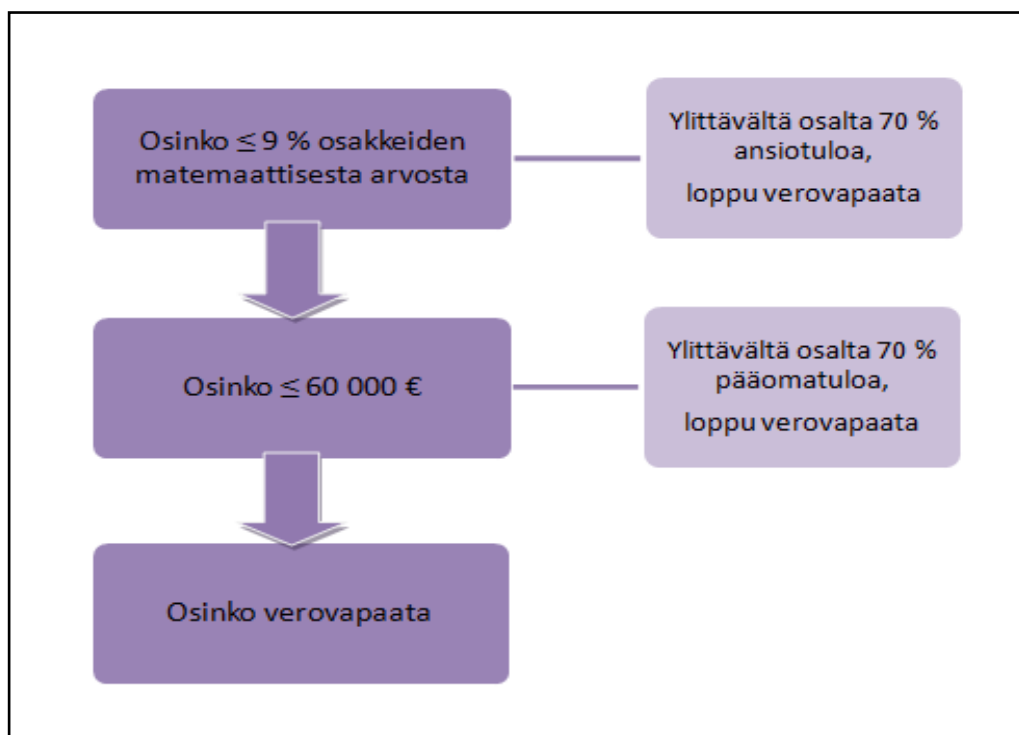 Osinko ≤ 9 % osakkeiden
matemaattisesta arvosta
Ylittävältä osalta 70 %
ansiotuloa,
loppu verovapaata
Osinko ≤ 60 000 €
Ylittävältä osalta 70 %
pääomatuloa,
loppu verovapaata
Osinko verovapaata